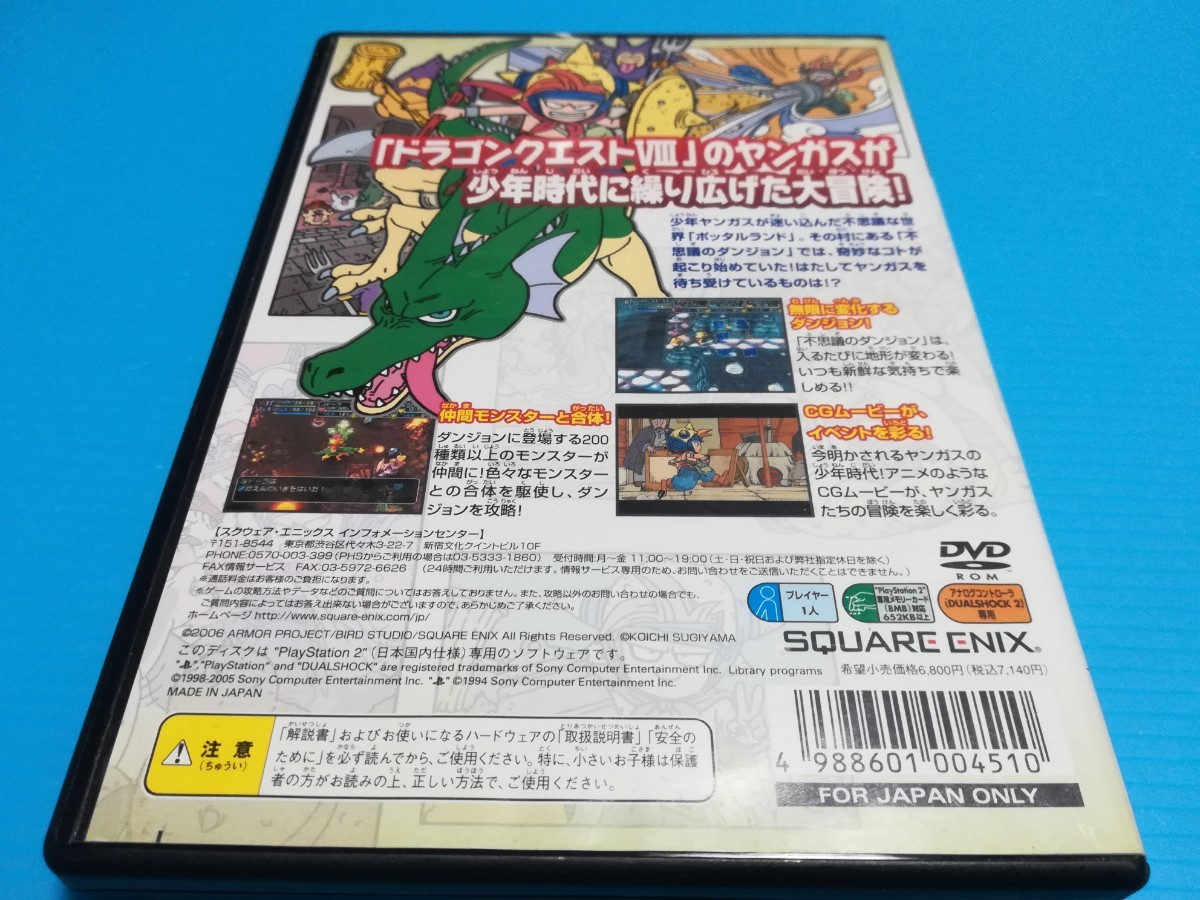 「ドラゴンクエストVIII」のヤンガスが
少年時代に繰り広げた大冒険!
少年ヤンガスが迷い込んだ不思議な世
界「ポッタルランド」。その村にある「不
思議のダンジョン」では、奇妙なコトが
起こり始めていた!はたしてヤンガスを
待ち受けているものは!?
無限に変化する
ダンジョン!
「不思議のダンジョン」は、
入るたびに地形が変わる!
いつも新鮮な気持ちで楽
しめる!!
仲間モンスターと合体!
ダンジョンに登場する200
種類以上のモンスターが
仲間に!色々なモンスター
との合体を駆使し、ダン
ジョンを攻略!
CGムービーが、
イベントを彩る!
今明かされるヤンガスの
少年時代!アニメのような
CGムービーが、ヤンガス
たちの冒険を楽しく彩る。
【スクウェア・エニックス インフォメーションセンター】
〒151-8544 東京都渋谷区代々木3-22-7 新宿文化クイントビル10F
PHONE:0570-003-399(PHSからご利用の場合は03-5333-1860) 受付時間:月〜金 11:00〜19:00(土・日・祝日および弊社指定休日を除く)
FAX情報サービス FAX.03-5972-6626 (24時間ご利用いただけます。情報サービス専用のため、お問い合わせをご送信いただくことはできません。)
※通話料金はお客様のご負担になります。
※ゲームの攻略方法やデータなどのご質問についてはお答えしておりません。また、攻略以外のお問い合わせの場合でも、
ご質問内容によってはお答え出来ない場合がございますので、あらかじめご了承ください。
ホームページ http://www.square-enix.com/jp/
DVD
ROM
プレイヤー
1人
"PlayStation 2"
専用メモリーカード
(8MB)対応
652KB以上
アナログコントローラ
(DUALSHOCK 2)
専用
©2006 ARMOR PROJECT/BIRD STUDIO/SQUARE ENIX All Rights Reserved. ©KOICHI SUGIYAMA
SQUARE ENIX
このディスクは "PlayStation 2"(日本国内仕様)専用のソフトウェアです。
","PlayStation" and "DUALSHOCK" are registered trademarks of Sony Computer Entertainment Inc. Library programs
希望小売価格6,800円(税込7,140円)
©1998-2005 Sony Computer Entertainment Inc. " " ©1994 Sony Computer Entertainment Inc.
MADE IN JAPAN
注意
(ちゅうい)
「解説書」およびお使いになるハードウェアの「取扱説明書」「安全の
ために」を必ず読んでから、ご使用ください。特に、小さいお子様は保護
者の方がお読みの上、正しい方法で、ご使用ください。
4 988601 004510
FOR JAPAN ONLY